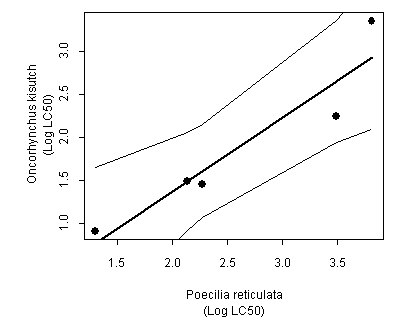 Oncorhynchus kisutch
(Log LC50)
3.0
2.5
2.0
1.5
1.0
1.5 2.0 2.5 3.0 3.5
Poecilia reticulata
(Log LC50)